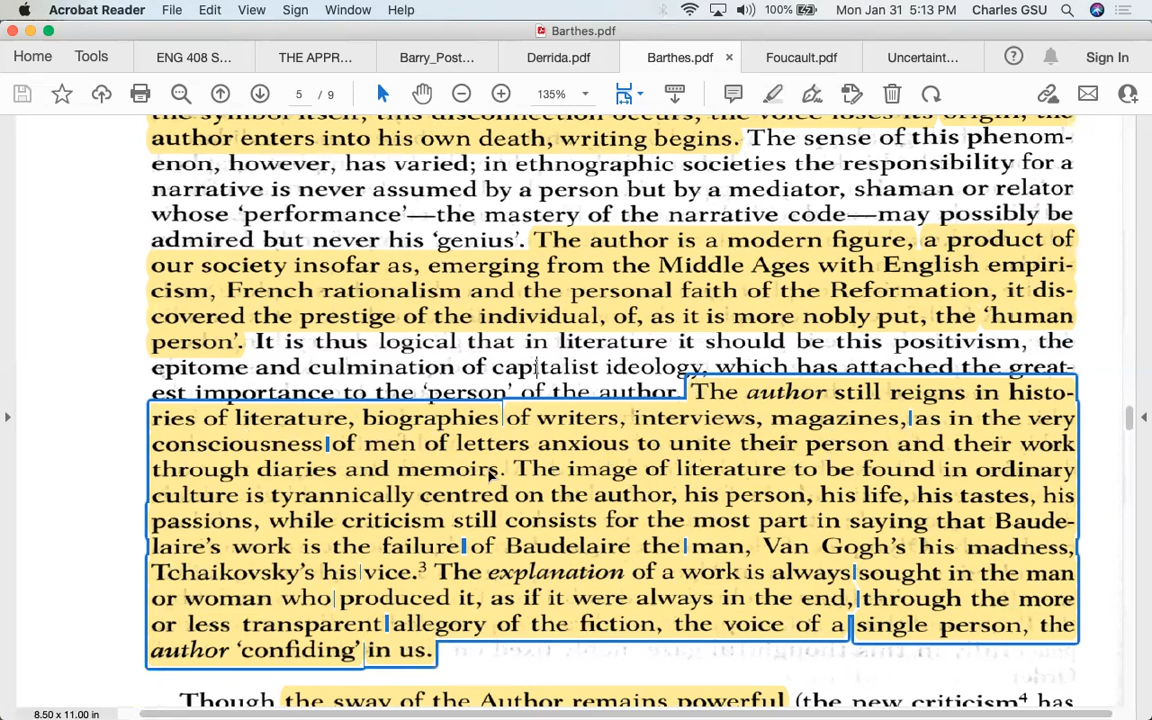 Acrobat Reader File Edit View Sign Window Help 100% Mon Jan 31 5:13 PM Charles GSU
Barthes.pdf
Home Tools ENG 408 S... THE APPR... Barry_Post... Derrida.pdf Barthes.pdf × Foucault.pdf Uncertaint... Sign In
5 / 9 135%
the symbol itself, this disconnection occurs, the voice loses its origin, the
author enters into his own death, writing begins. The sense of this phenom-
enon, however, has varied; in ethnographic societies the responsibility for a
narrative is never assumed by a person but by a mediator, shaman or relator
whose ‘performance’—the mastery of the narrative code—may possibly be
admired but never his ‘genius’. The author is a modern figure, a product of
our society insofar as, emerging from the Middle Ages with English empiri-
cism, French rationalism and the personal faith of the Reformation, it dis-
covered the prestige of the individual, of, as it is more nobly put, the ‘human
person’. It is thus logical that in literature it should be this positivism, the
epitome and culmination of capitalist ideology, which has attached the great-
est importance to the ‘person’ of the author. The author still reigns in histo-
ries of literature, biographies of writers, interviews, magazines, as in the very
consciousness of men of letters anxious to unite their person and their work
through diaries and memoirs. The image of literature to be found in ordinary
culture is tyrannically centred on the author, his person, his life, his tastes, his
passions, while criticism still consists for the most part in saying that Baude-
laire’s work is the failure of Baudelaire the man, Van Gogh’s his madness,
Tchaikovsky’s his vice.³ The explanation of a work is always sought in the man
or woman who produced it, as if it were always in the end, through the more
or less transparent allegory of the fiction, the voice of a single person, the
author ‘confiding’ in us.
Though the sway of the Author remains powerful (the new criticism⁴ has
8.50 x 11.00 in